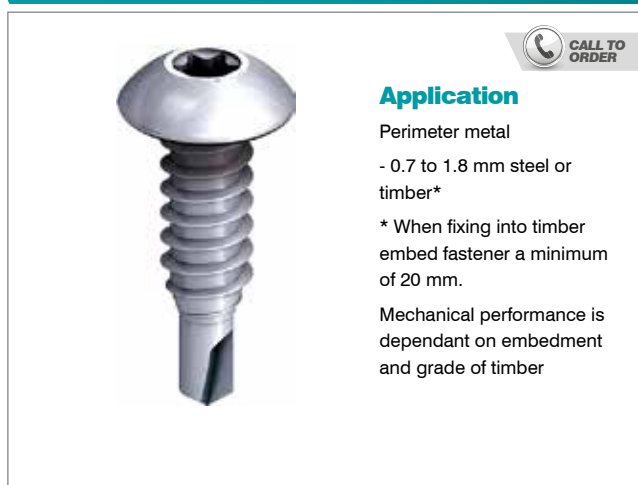 CALL TO
ORDER
Application
Perimeter metal
- 0.7 to 1.8 mm steel or
timber*
* When fixing into timber
embed fastener a minimum
of 20 mm.
Mechanical performance is
dependant on embedment
and grade of timber